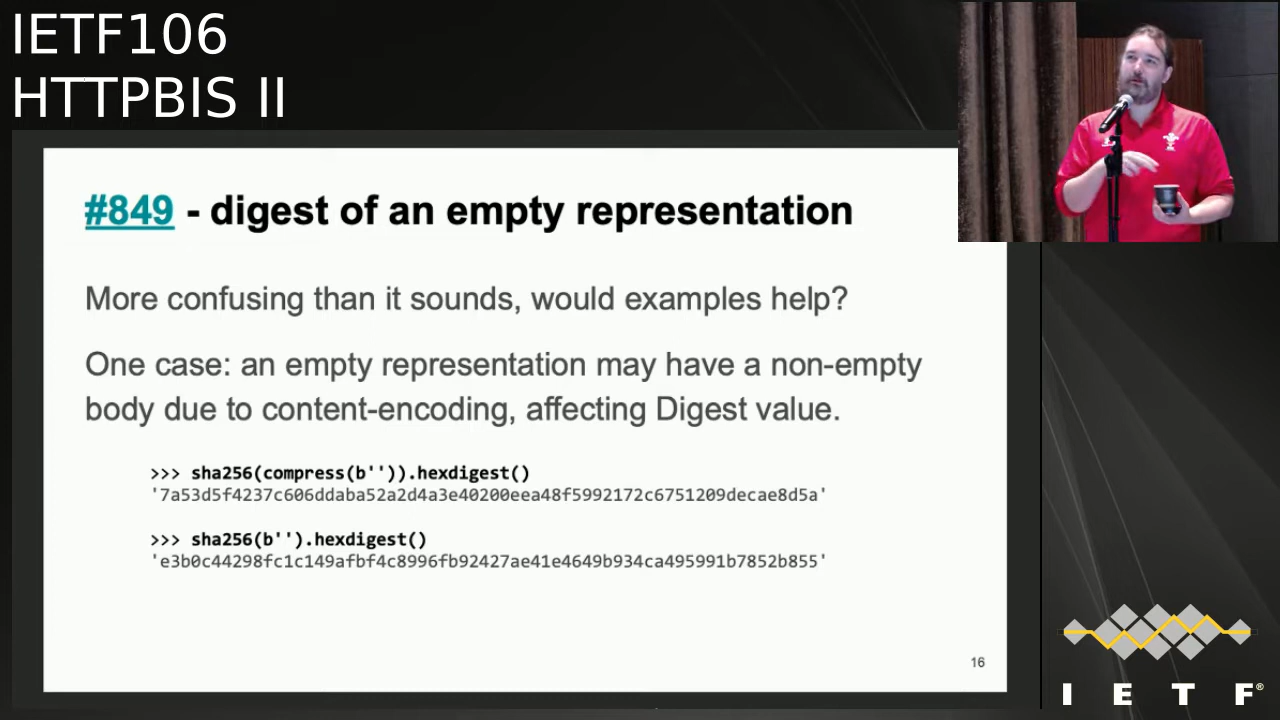 IETF106
HTTPBIS II
#849 - digest of an empty representation
More confusing than it sounds, would examples help?
One case: an empty representation may have a non-empty
body due to content-encoding, affecting Digest value.
>>> sha256(compress(b'')).hexdigest()
'7a53d5f4237c606ddaba52a2d4a3e40200eea48f5992172c6751209decae8d5a'
>>> sha256(b'').hexdigest()
'e3b0c44298fc1c149afbf4c8996fb92427ae41e4649b934ca495991b7852b855'
16
I E T F®